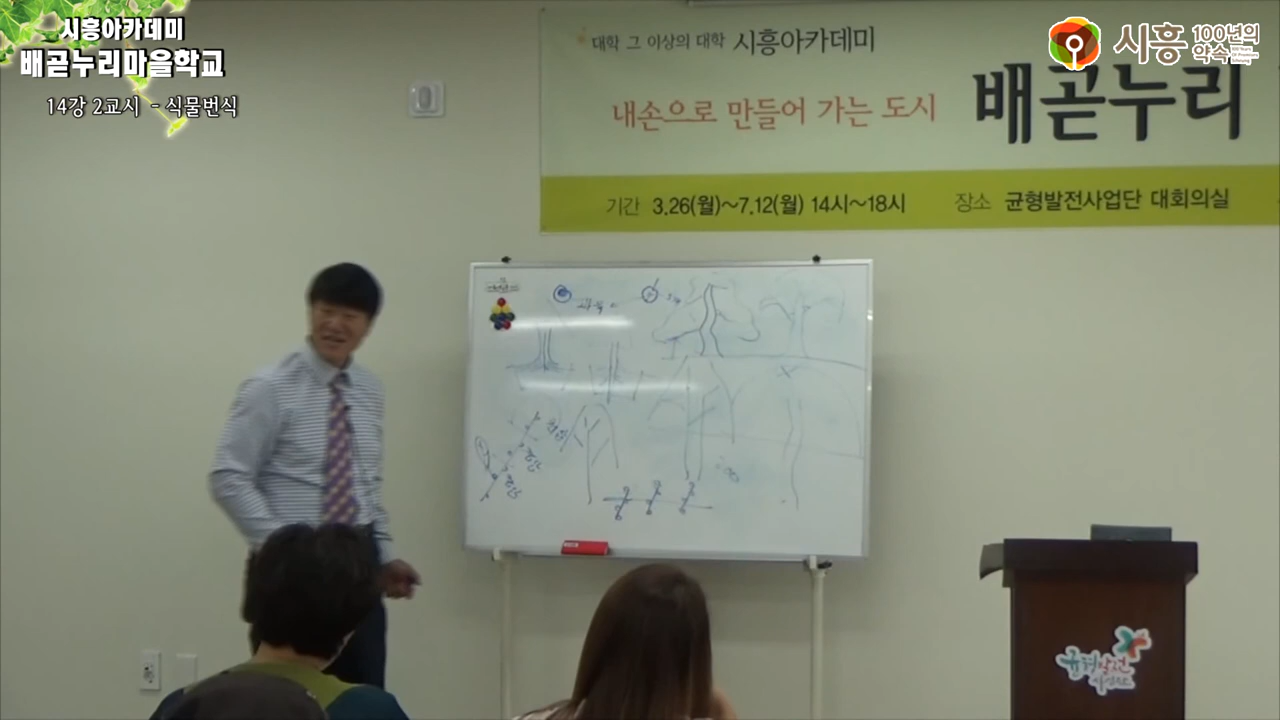 시흥아카데미
배곧누리마을학교
14강 2교시 - 식물번식
시흥 100년의 약속
대학 그 이상의 대학 시흥아카데미
내손으로 만들어 가는 도시 배곧누리
기간 3.26(월)~7.12(월) 14시~18시 장소 균형발전사업단 대회의실
균형발전
사업단